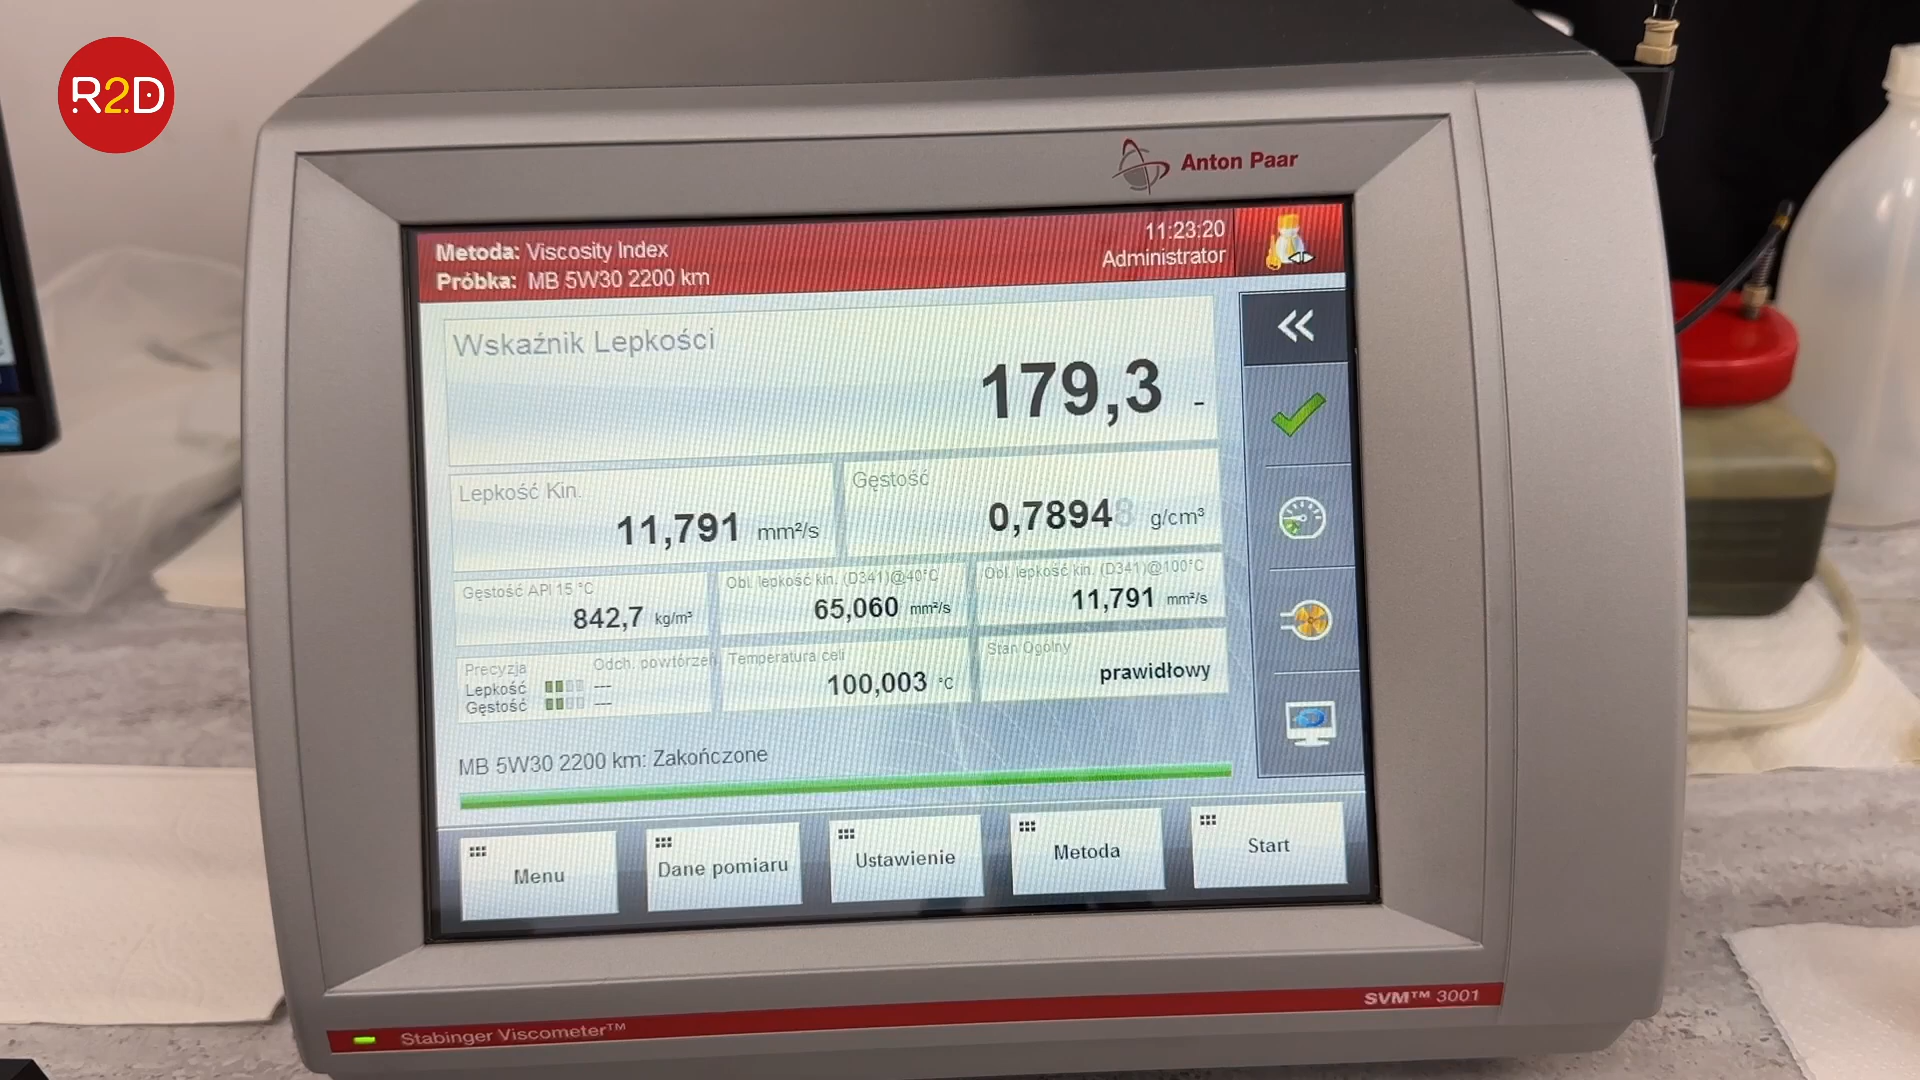 R2D
Anton Paar
Metoda: Viscosity Index
11:23:20
Próbka: MB 5W30 2200 km
Administrator
Wskaźnik Lepkości
179,3 -
Lepkość Kin.
11,791 mm²/s
Gęstość
0,78948 g/cm³
Gęstość API 15 °C
842,7 kg/m³
Obl. lepkość kin. (D341)@40°C
65,060 mm²/s
Obl. lepkość kin. (D341)@100°C
11,791 mm²/s
Precyzja Odch. powtórzeń
Lepkość ---
Gęstość ---
Temperatura celi
100,003 °C
Stan Ogólny
prawidłowy
MB 5W30 2200 km: Zakończone
Menu
Dane pomiaru
Ustawienie
Metoda
Start
SVM™ 3001
Stabinger Viscometer™